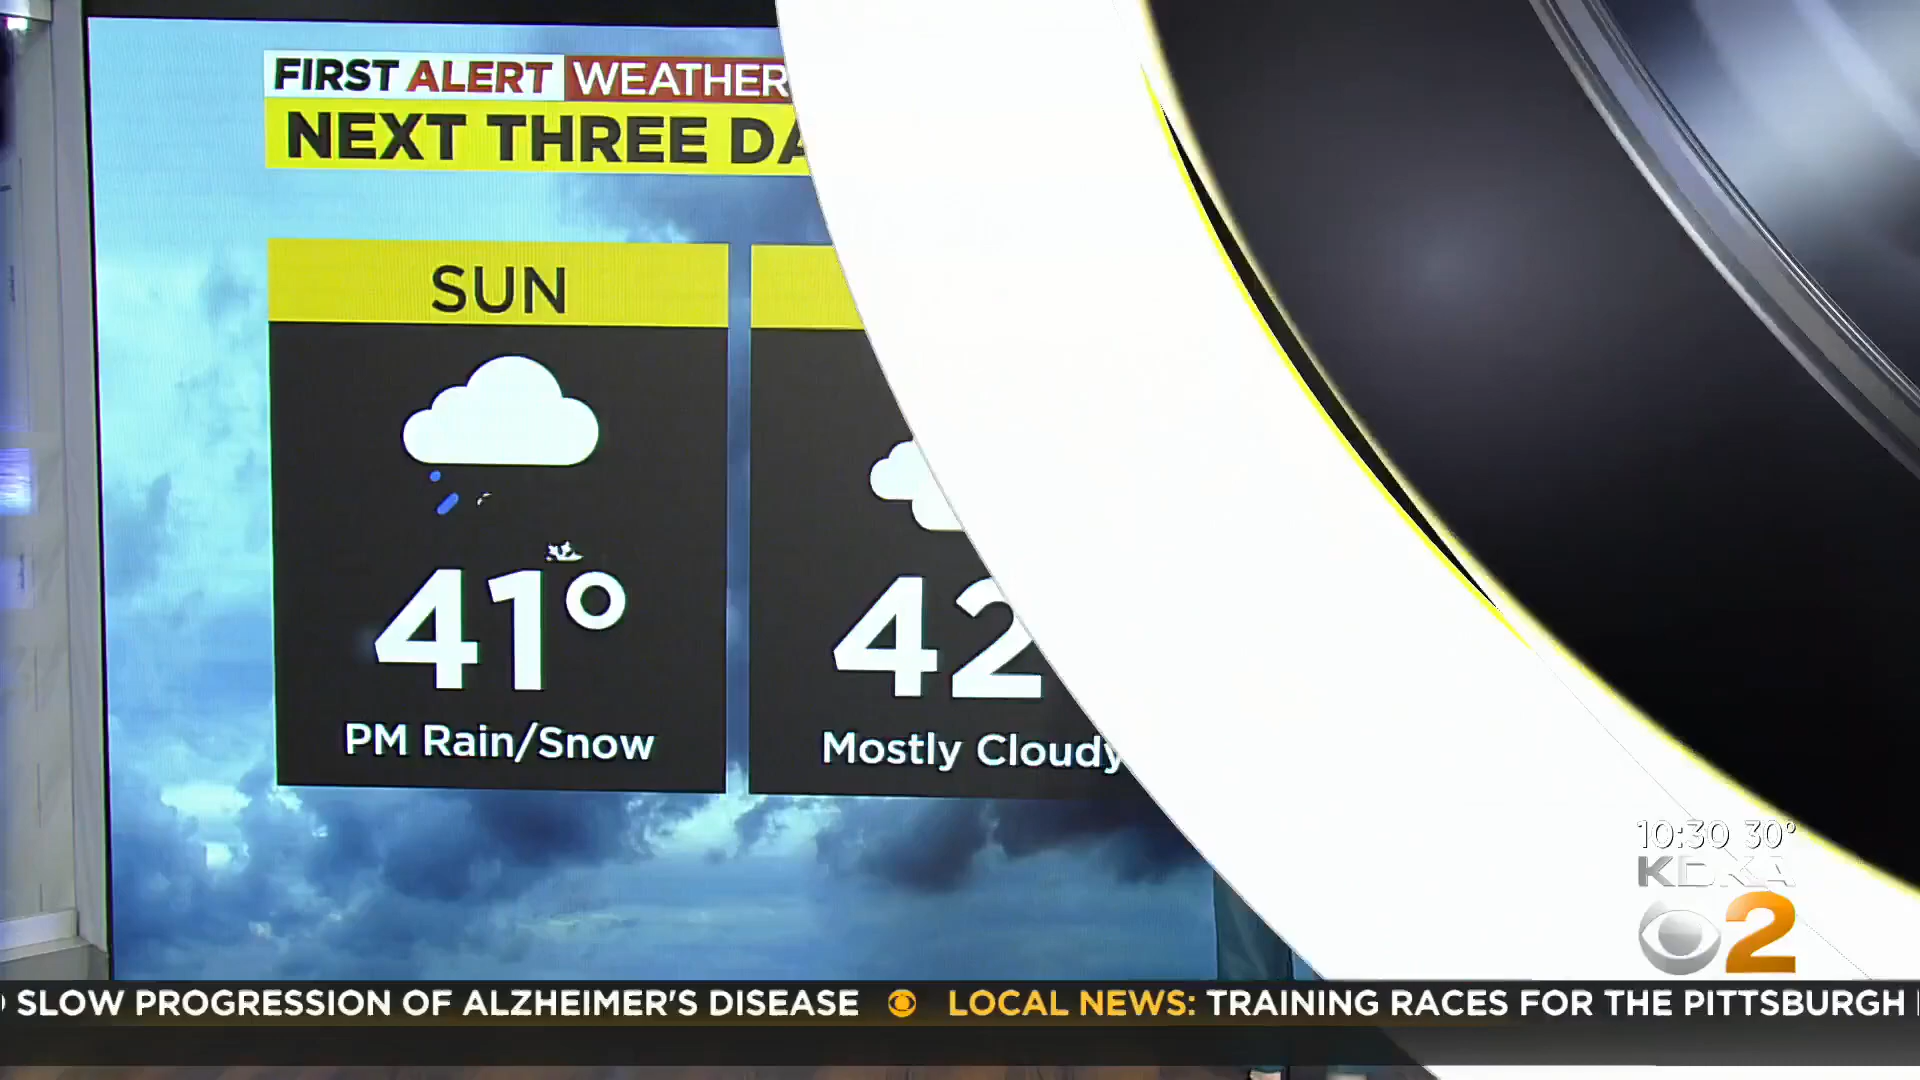 FIRST ALERT WEATHER
NEXT THREE DA
SUN
41°
PM Rain/Snow
42
Mostly Cloudy
10:30 30°
KDKA
2
SLOW PROGRESSION OF ALZHEIMER'S DISEASE LOCAL NEWS: TRAINING RACES FOR THE PITTSBURGH